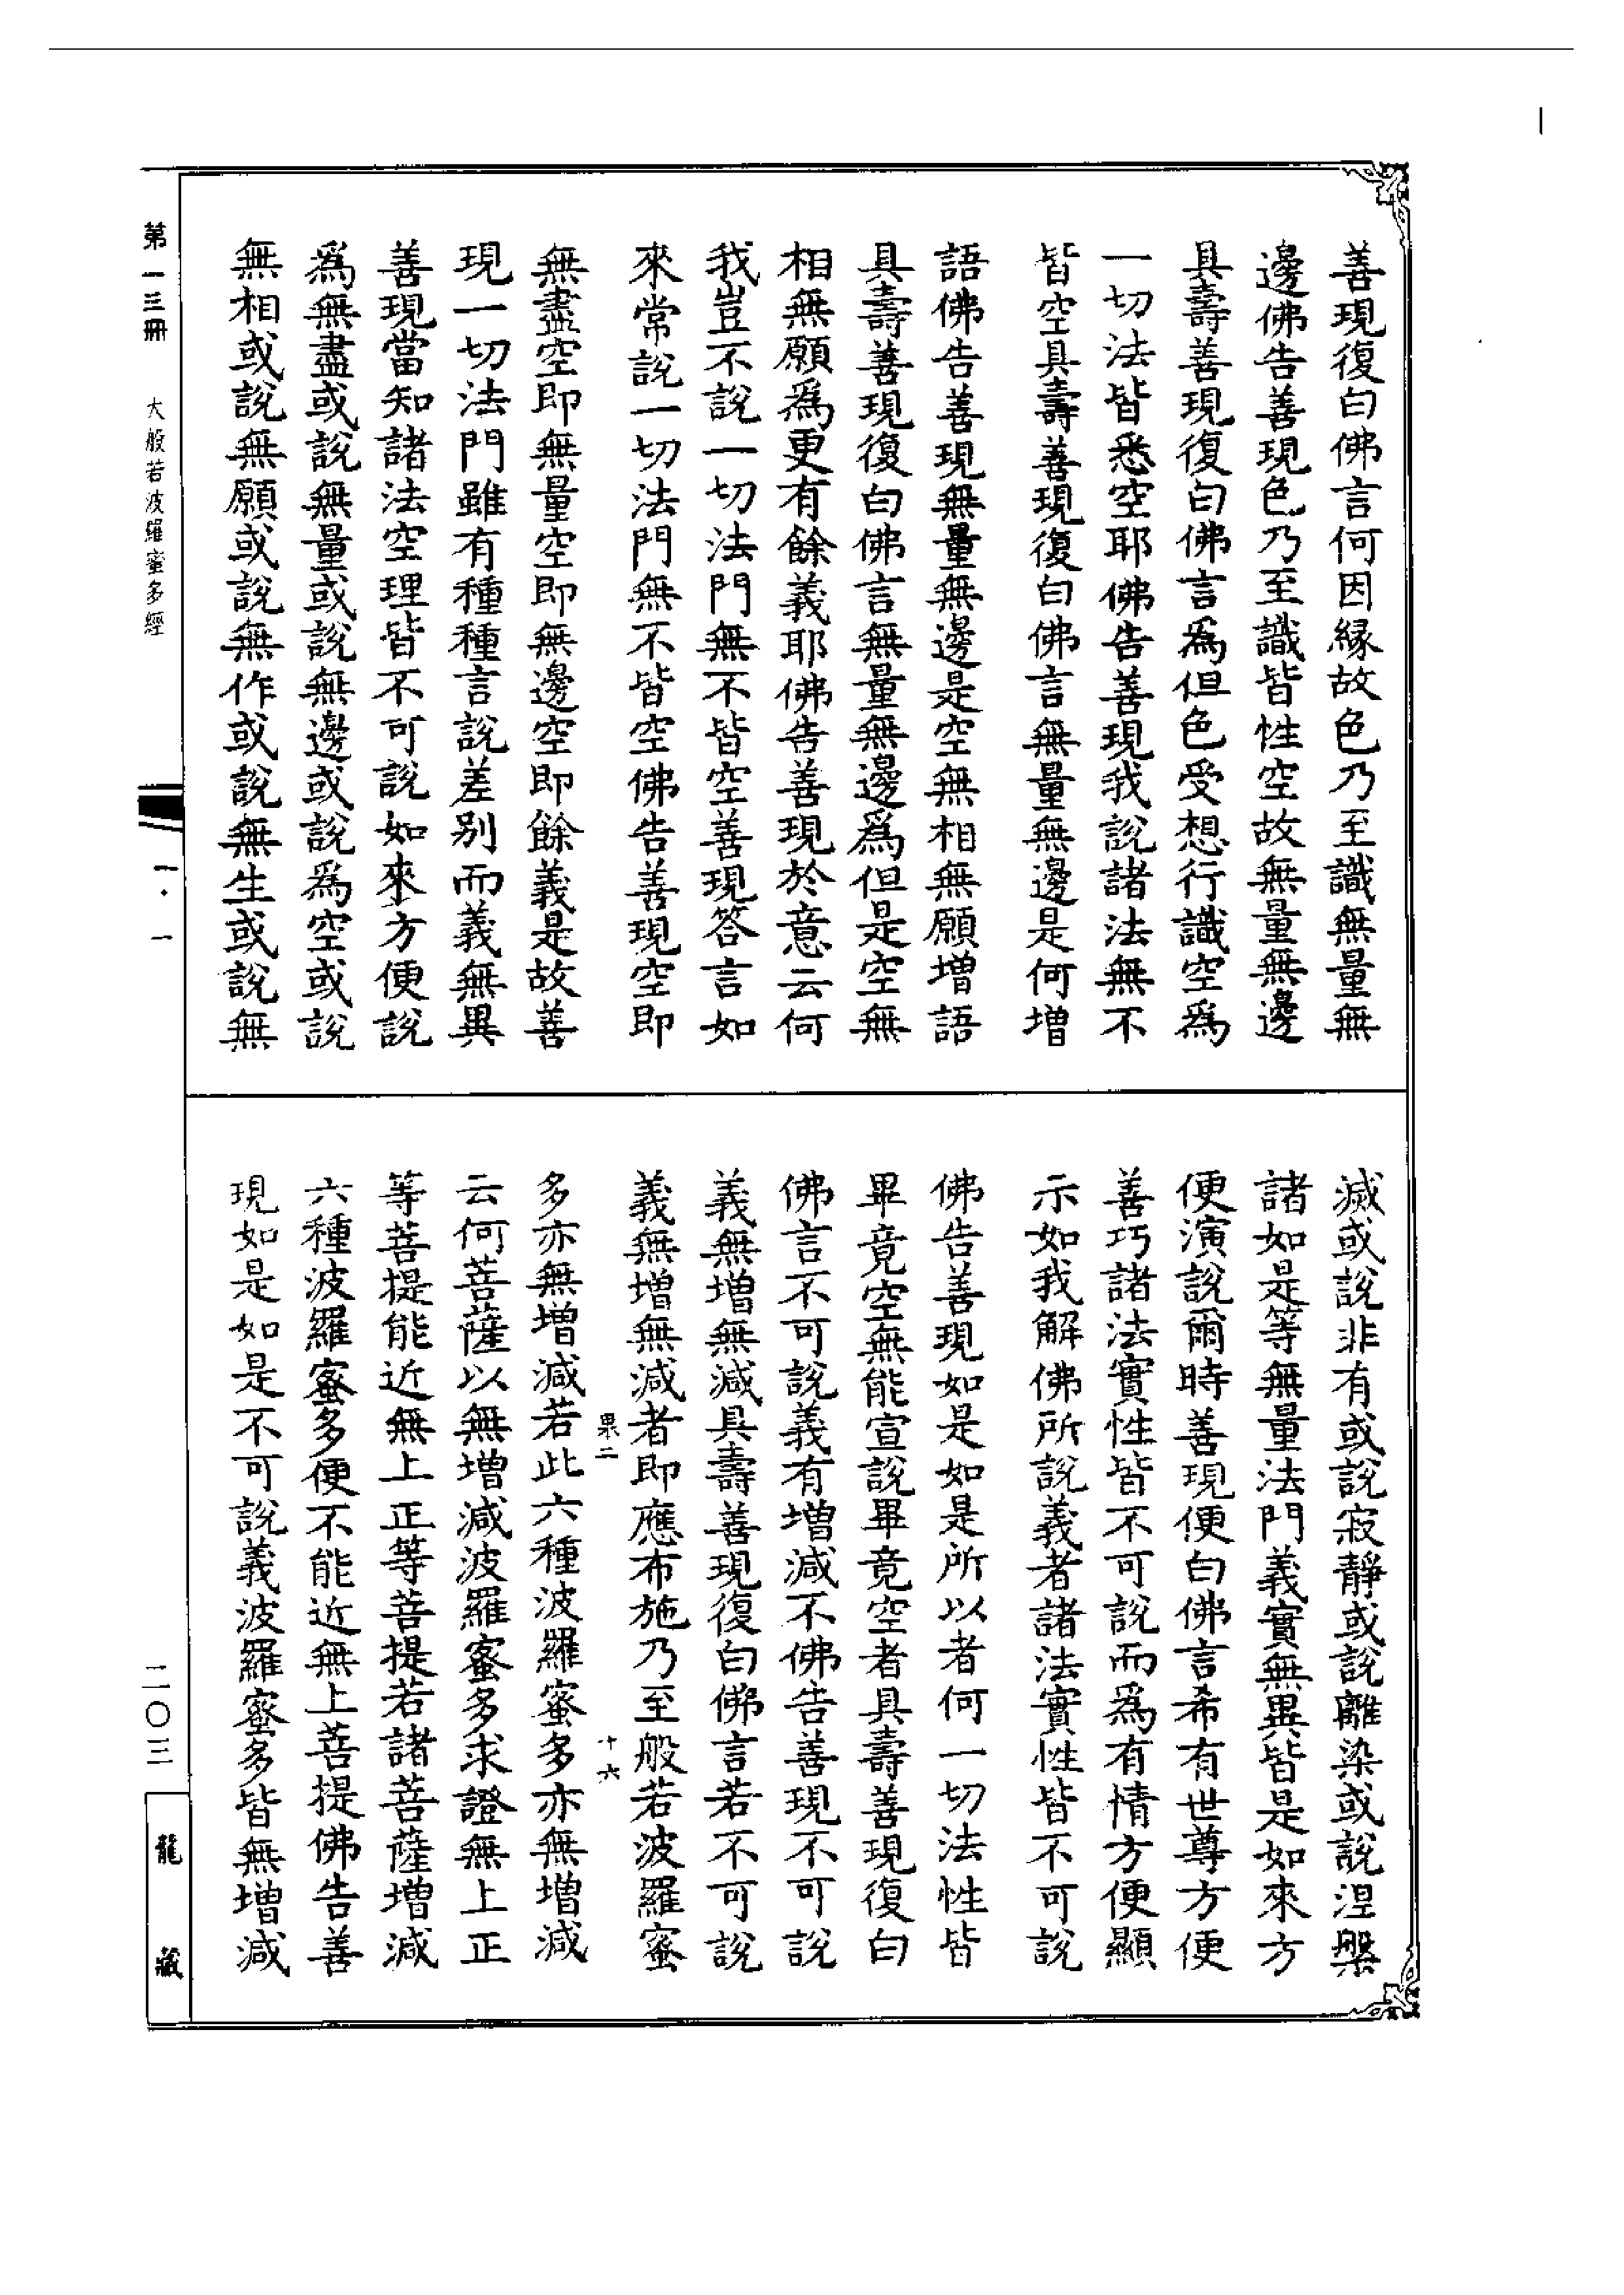 善現復白佛言何因縁故色乃至識無量無
邊佛告善現色乃至識皆性空故無量無邊
具壽善現復白佛言爲但色受想行識空爲
一切法皆悉空耶佛告善現我說諸法無不
皆空具壽善現復白佛言無量無邊是何增
語佛告善現無量無邊是空無相無願增語
具壽善現復白佛言無量無邊爲但是空無
相無願爲更有餘義耶佛告善現於意云何
我豈不說一切法門無不皆空善現答言如
來常說一切法門無不皆空佛告善現空即
無盡空即無量空即無邊空即餘義是故善
現一切法門雖有種種言說差別而義無異
善現當知諸法空理皆不可說如來方便說
爲無盡或說無量或說無邊或說爲空或說
無相或說無願或說無作或說無生或說無
滅或說非有或說寂靜或說離染或說涅槃
諸如是等無量法門義實無異皆是如來方
便演說爾時善現便白佛言希有世尊方便
善巧諸法實性皆不可說而爲有情方便顯
示如我解佛所說義者諸法實性皆不可說
佛告善現如是如是所以者何一切法性皆
畢竟空無能宣說畢竟空者具壽善現復白
佛言不可說義有增減不佛告善現不可說
義無增無減具壽善現復白佛言若不可說
義無增無減者即應布施乃至般若波羅蜜
果二 十六
多亦無增減若此六種波羅蜜多亦無增減
云何菩薩以無增減波羅蜜多求證無上正
等菩提能近無上正等菩提若諸菩薩增減
六種波羅蜜多便不能近無上菩提佛告善
現如是如是不可說義波羅蜜多皆無增減
第一三冊 大般若波羅蜜多經
一·一
二〇三
龍藏